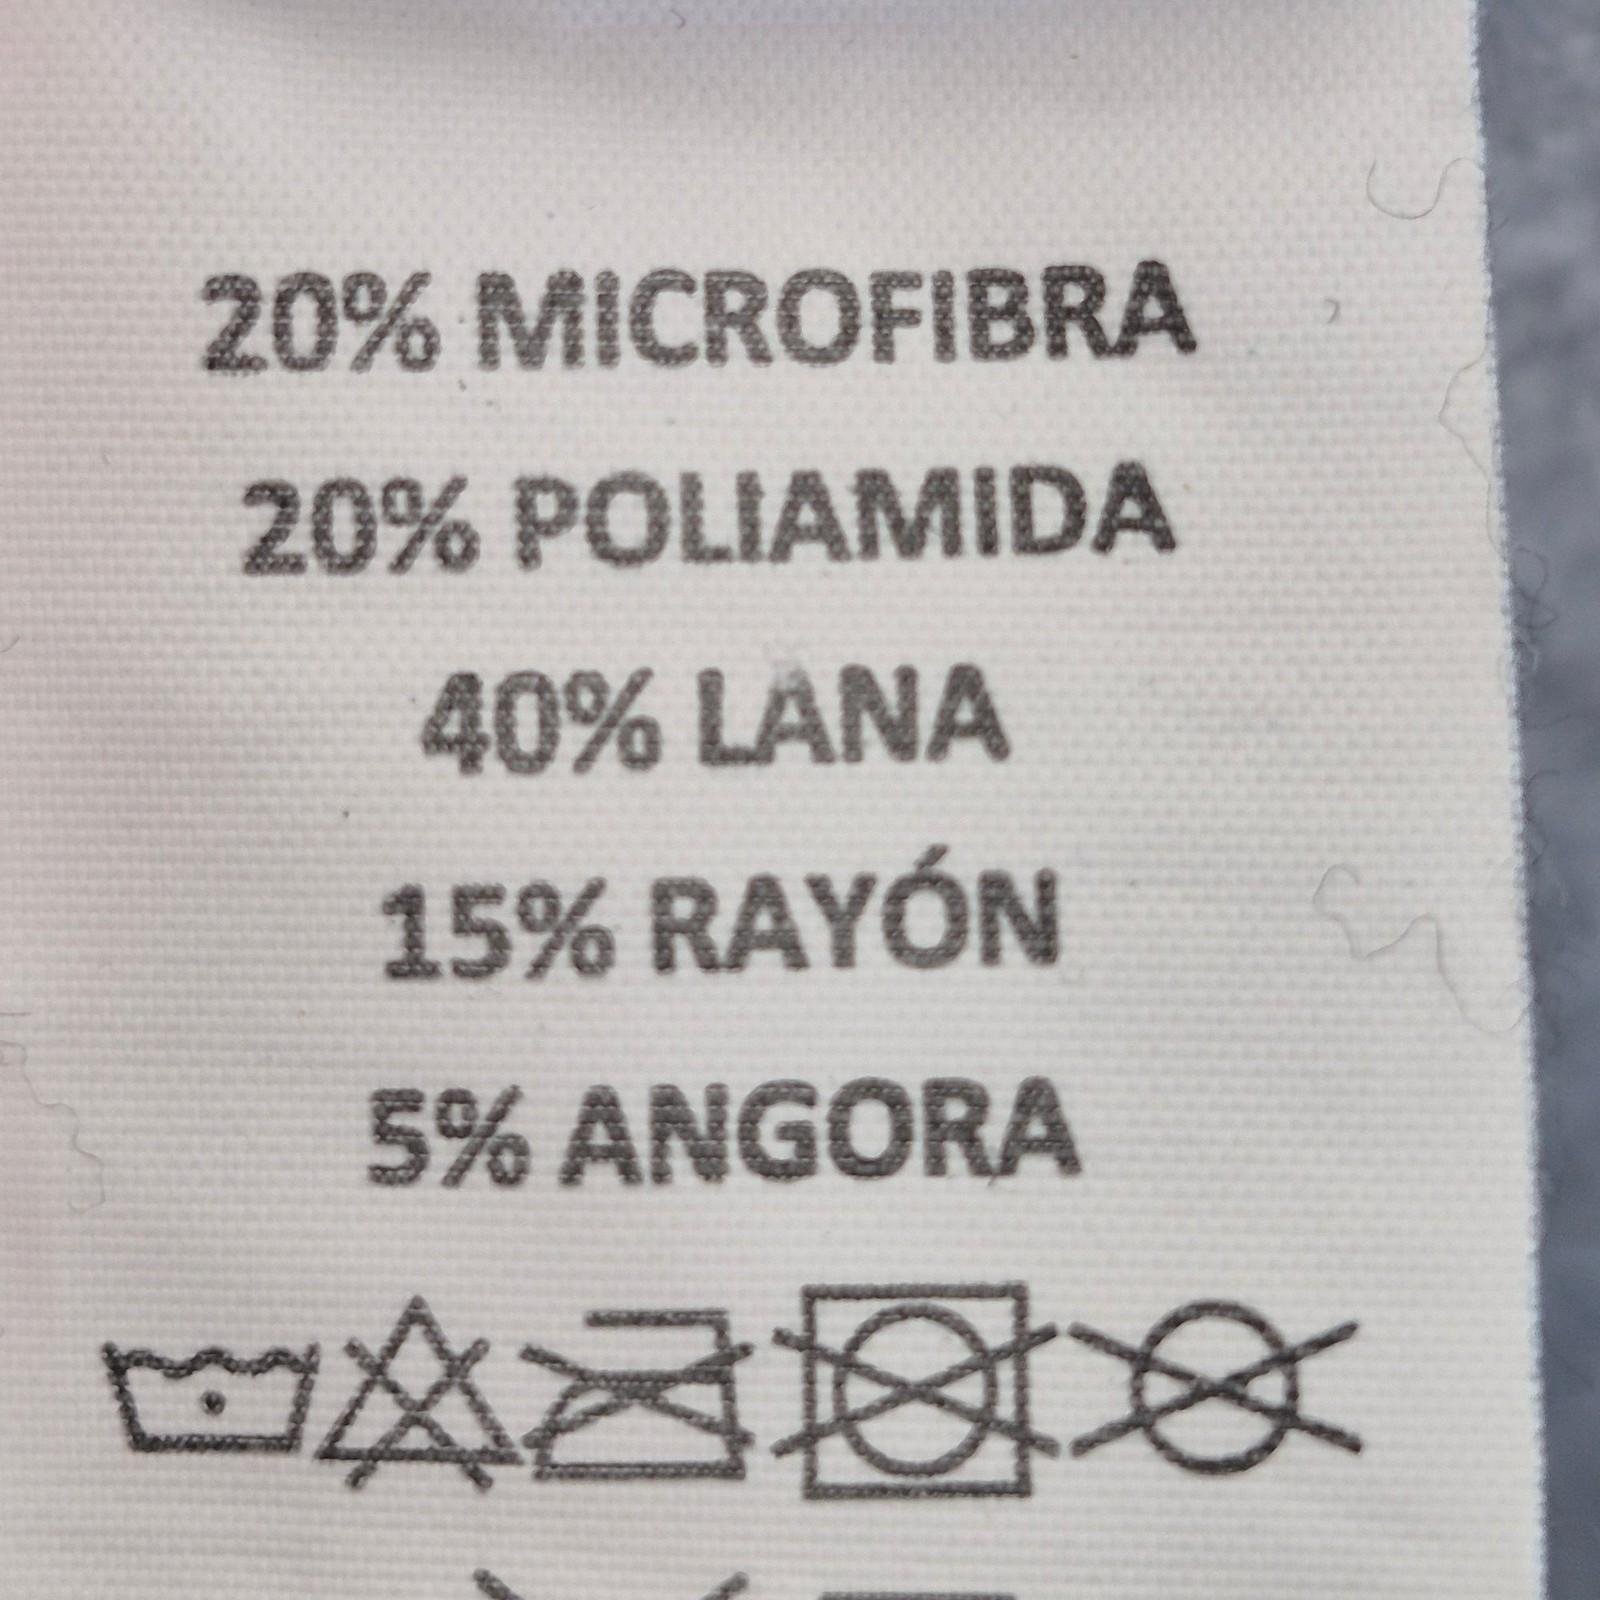 20% MICROFIBRA
20% POLIAMIDA
40% LANA
15% RAYÓN
5% ANGORA